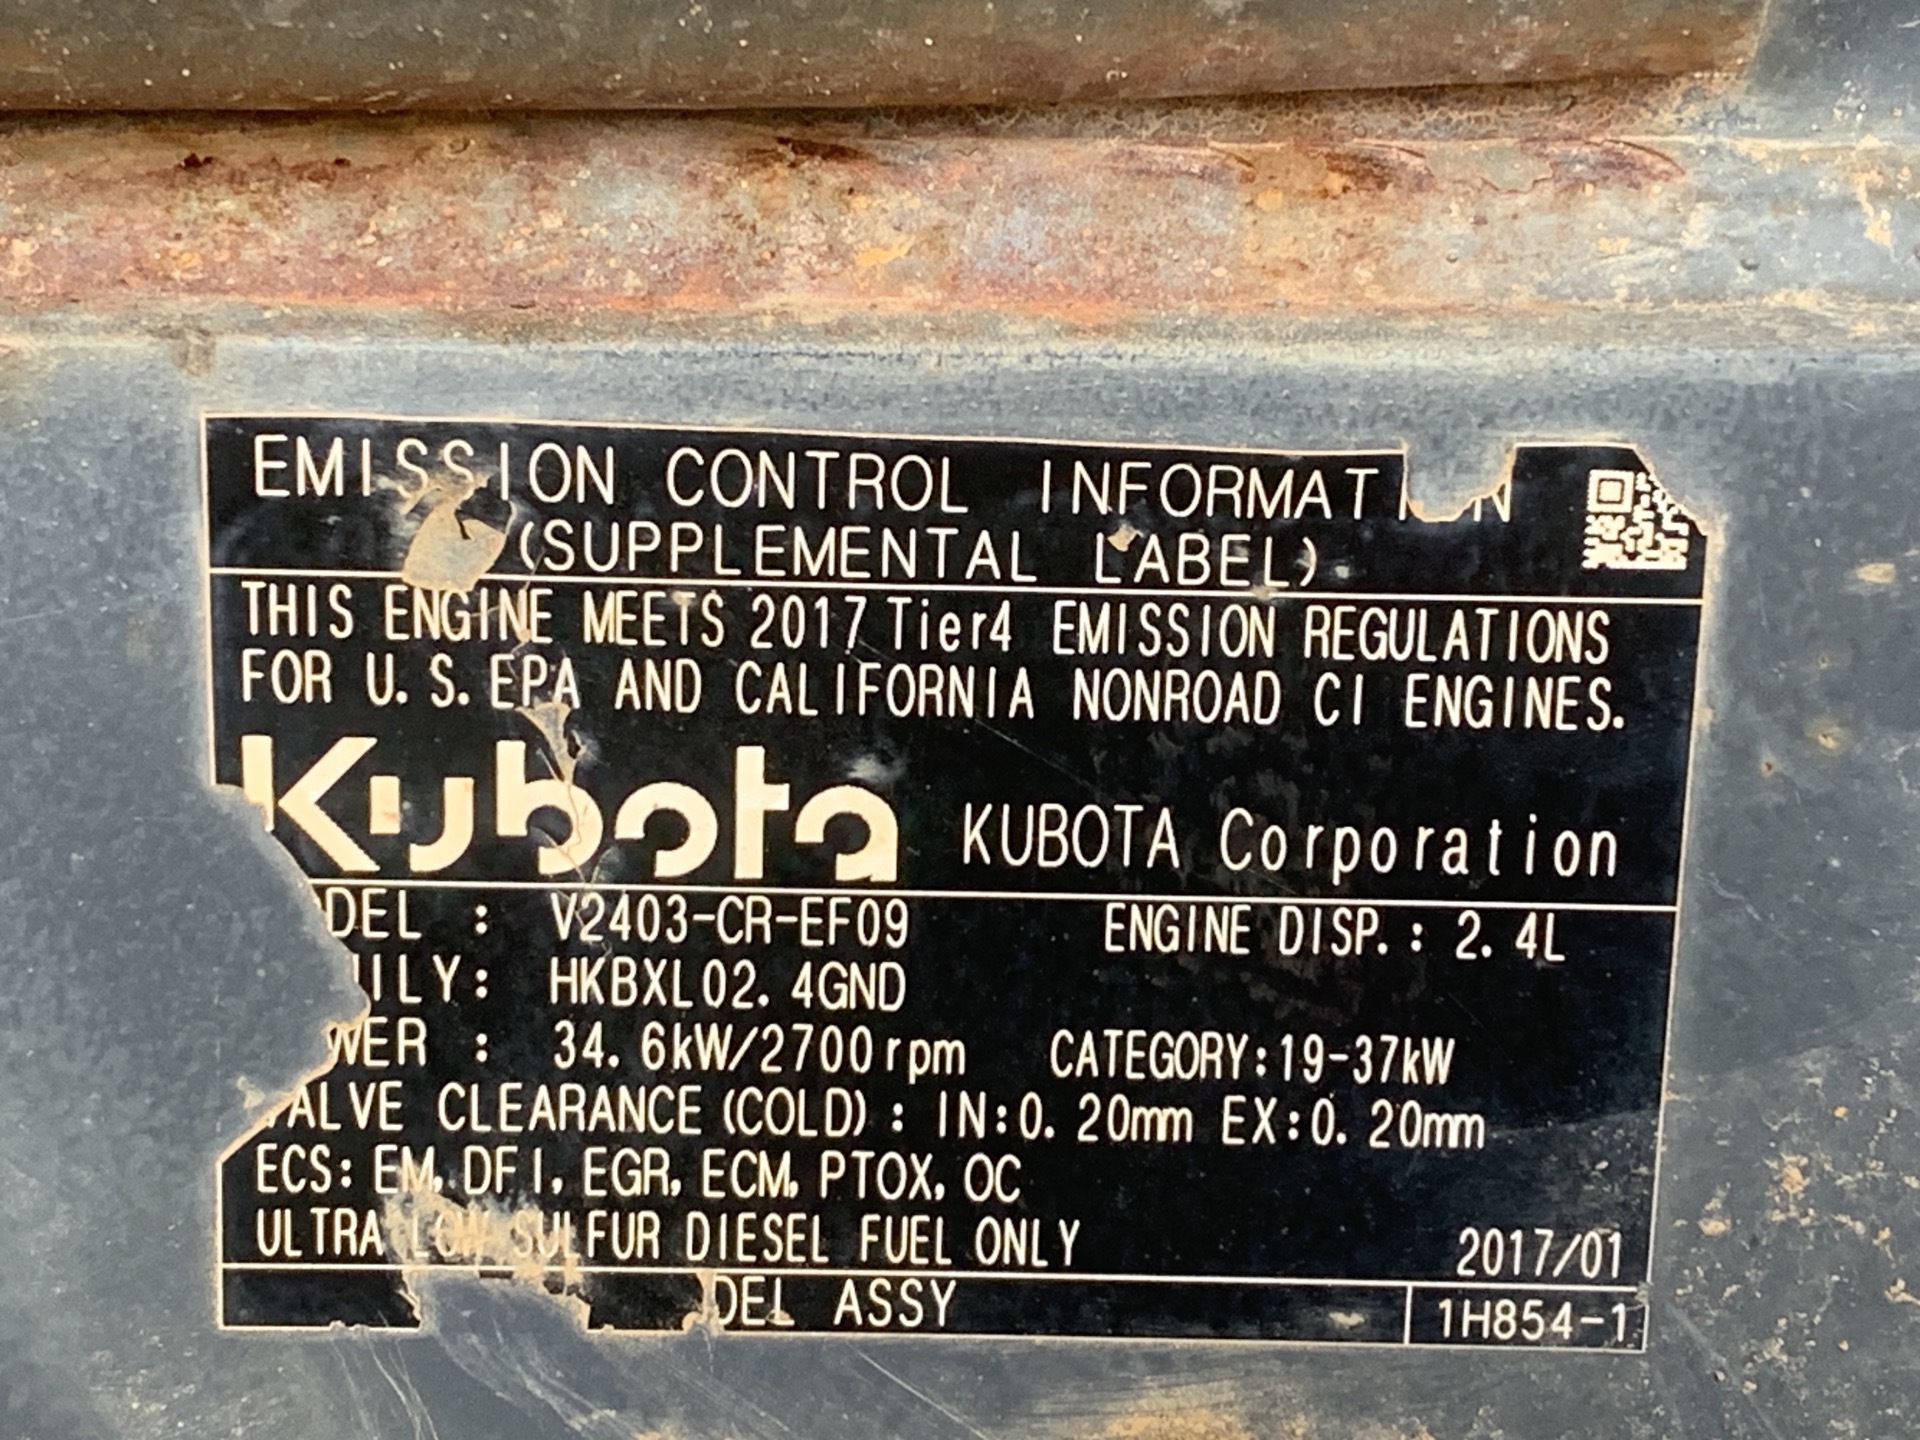 EMISSION CONTROL
(SUPPLEMENTAL LABEL)
THIS ENGINE MEETS 2017 Tier4 EMISSION REGULATIONS
FOR U.S. EPA AND CALIFORNIA NONROAD CI ENGINES.
Kubota KUBOTA Corporation
DEL : V2403-CR-EF09 ENGINE DISP.: 2.4L
ILY: HKBXL02.4GND
WER : 34.6kW/2700rpm CATEGORY:19-37kW
VALVE CLEARANCE(COLD): IN:0.20mm EX:0.20mm
ECS: EM, DFI, EGR, ECM, PTOX, OC
ULTRA LOW SULFUR DIESEL FUEL ONLY 2017/01
DEL ASSY 1H854-1